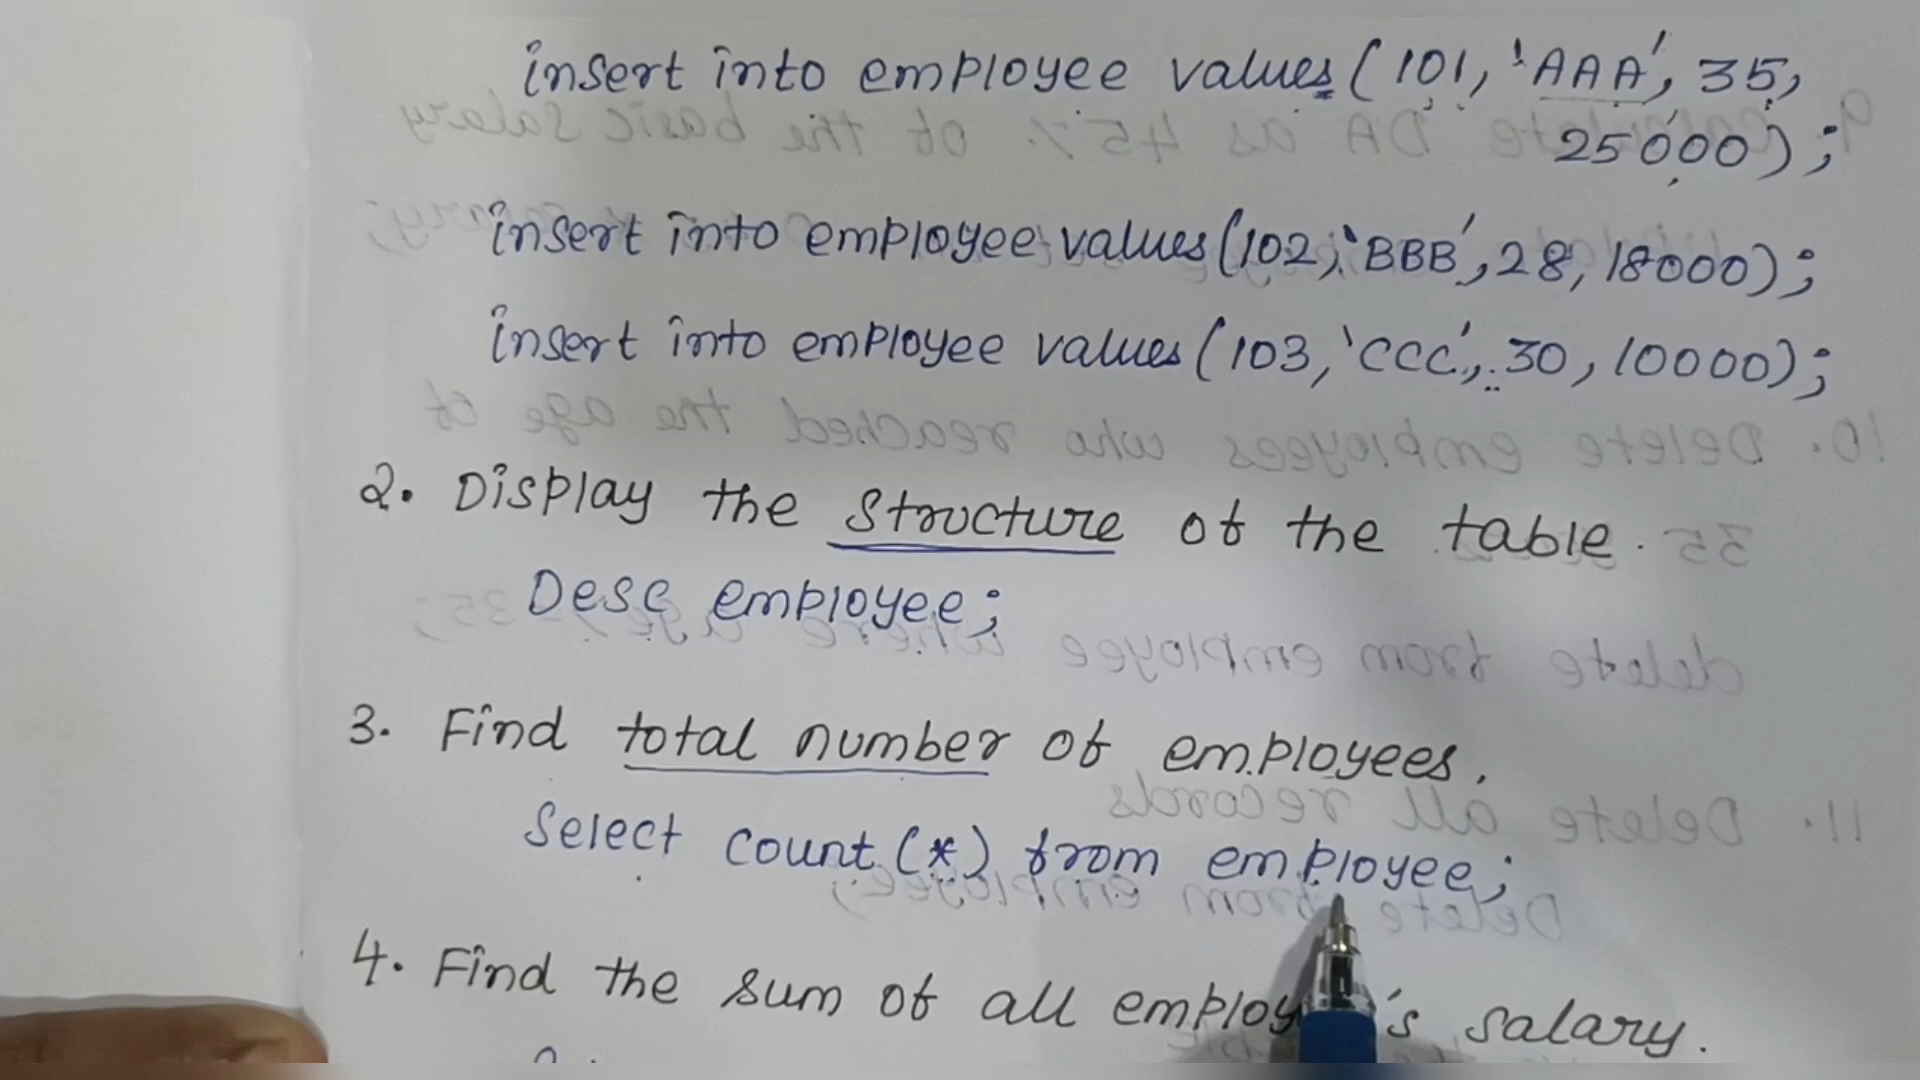 insert into employee values(101, 'AAA', 35,
25000);
insert into employee values(102, 'BBB', 28, 18000);
insert into employee values(103, 'CCC', 30, 10000);
2. Display the structure of the table.
Desc employee;
3. Find total number of employees.
Select count(*) from employee;
4. Find the sum of all employ 's salary.